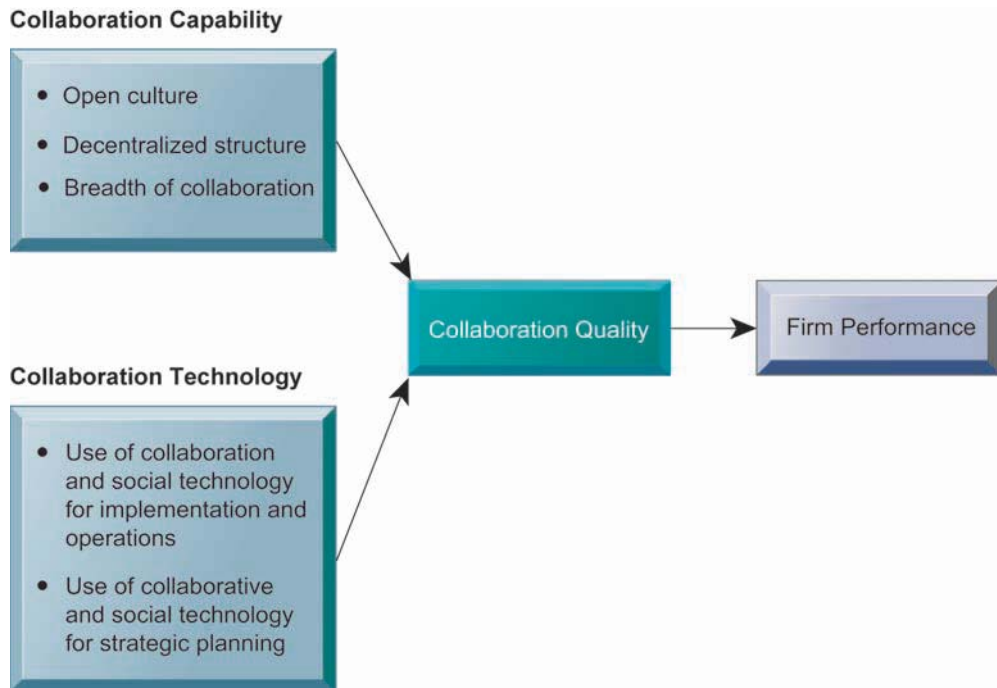 Collaboration Capability
• Open culture
• Decentralized structure
• Breadth of collaboration
Collaboration Quality
Firm Performance
Collaboration Technology
• Use of collaboration
and social technology
for implementation and
operations
• Use of collaborative
and social technology
for strategic planning